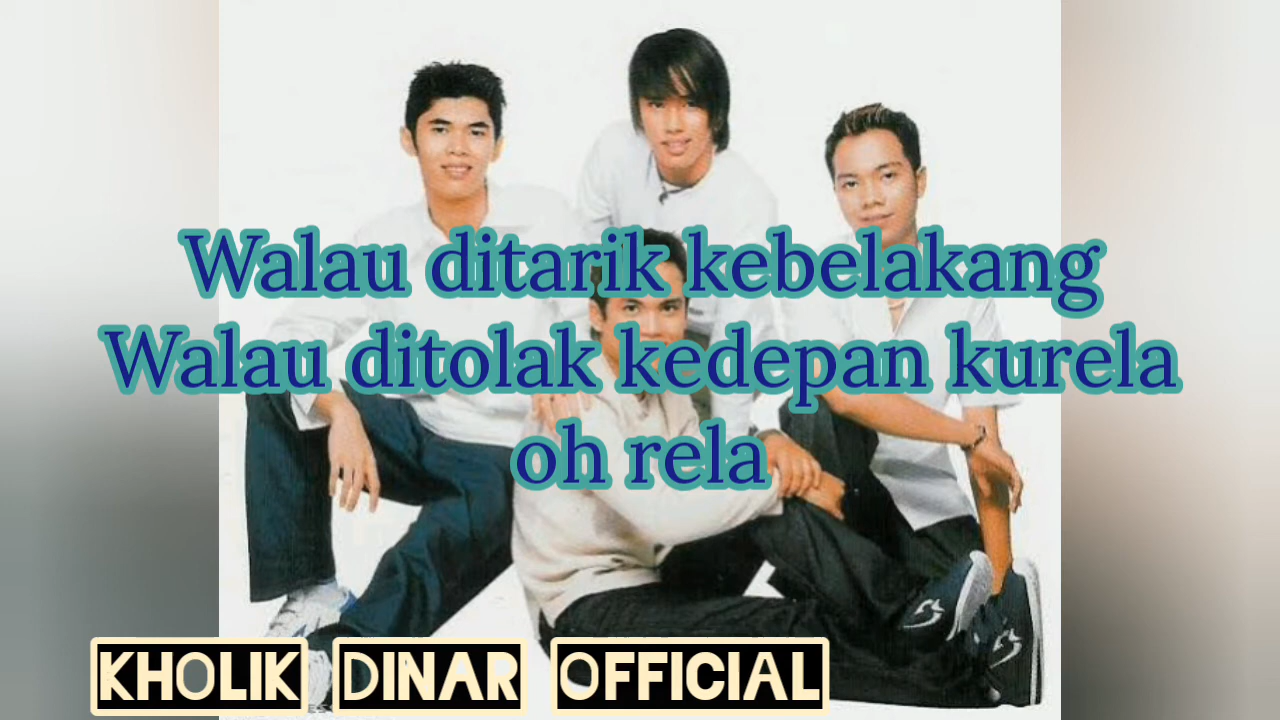 Walau ditarik kebelakang
Walau ditolak kedepan kurela
oh rela
KHOLIK DINAR OFFICIAL